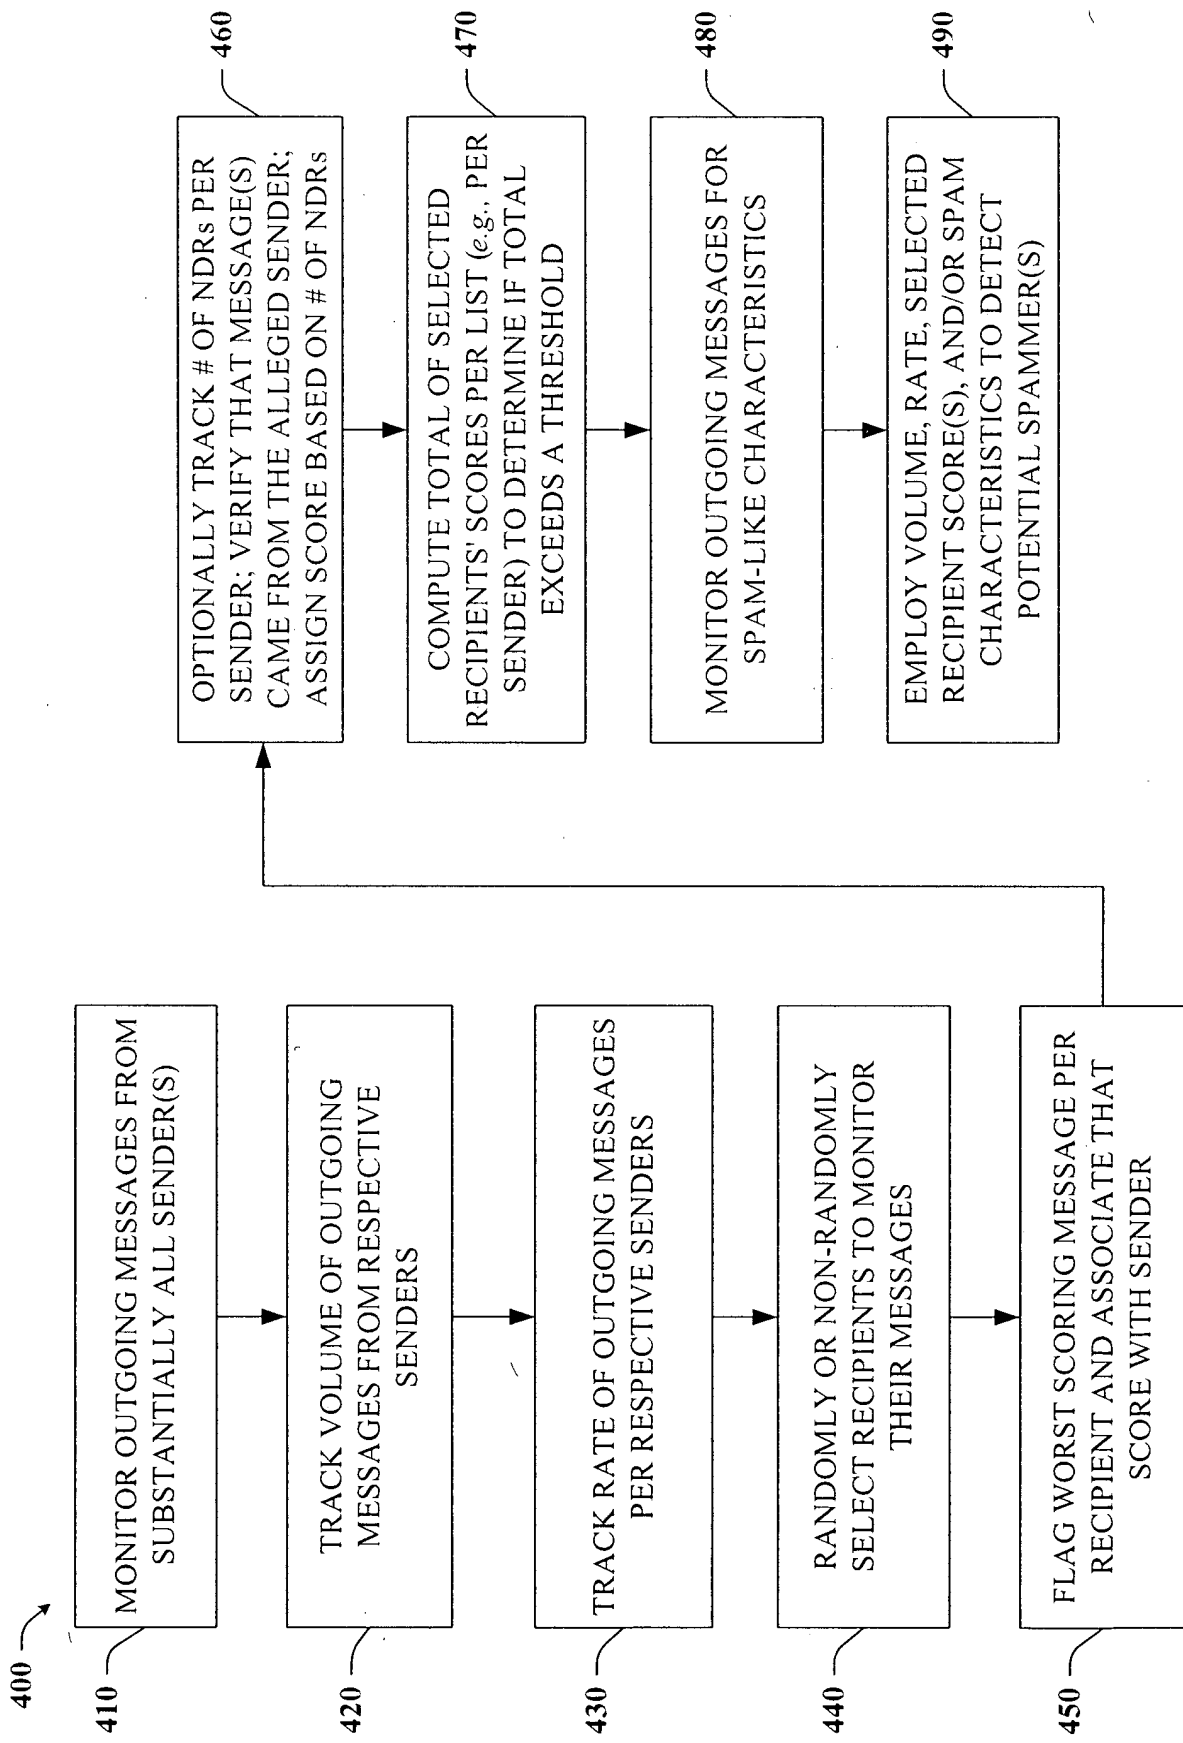 400
410
MONITOR OUTGOING MESSAGES FROM
SUBSTANTIALLY ALL SENDER(S)
420
TRACK VOLUME OF OUTGOING
MESSAGES FROM RESPECTIVE
SENDERS
430
TRACK RATE OF OUTGOING MESSAGES
PER RESPECTIVE SENDERS
440
RANDOMLY OR NON-RANDOMLY
SELECT RECIPIENTS TO MONITOR
THEIR MESSAGES
450
FLAG WORST SCORING MESSAGE PER
RECIPIENT AND ASSOCIATE THAT
SCORE WITH SENDER
460
OPTIONALLY TRACK # OF NDRs PER
SENDER; VERIFY THAT MESSAGE(S)
CAME FROM THE ALLEGED SENDER;
ASSIGN SCORE BASED ON # OF NDRs
470
COMPUTE TOTAL OF SELECTED
RECIPIENTS' SCORES PER LIST (e.g., PER
SENDER) TO DETERMINE IF TOTAL
EXCEEDS A THRESHOLD
480
MONITOR OUTGOING MESSAGES FOR
SPAM-LIKE CHARACTERISTICS
490
EMPLOY VOLUME, RATE, SELECTED
RECIPIENT SCORE(S), AND/OR SPAM
CHARACTERISTICS TO DETECT
POTENTIAL SPAMMER(S)